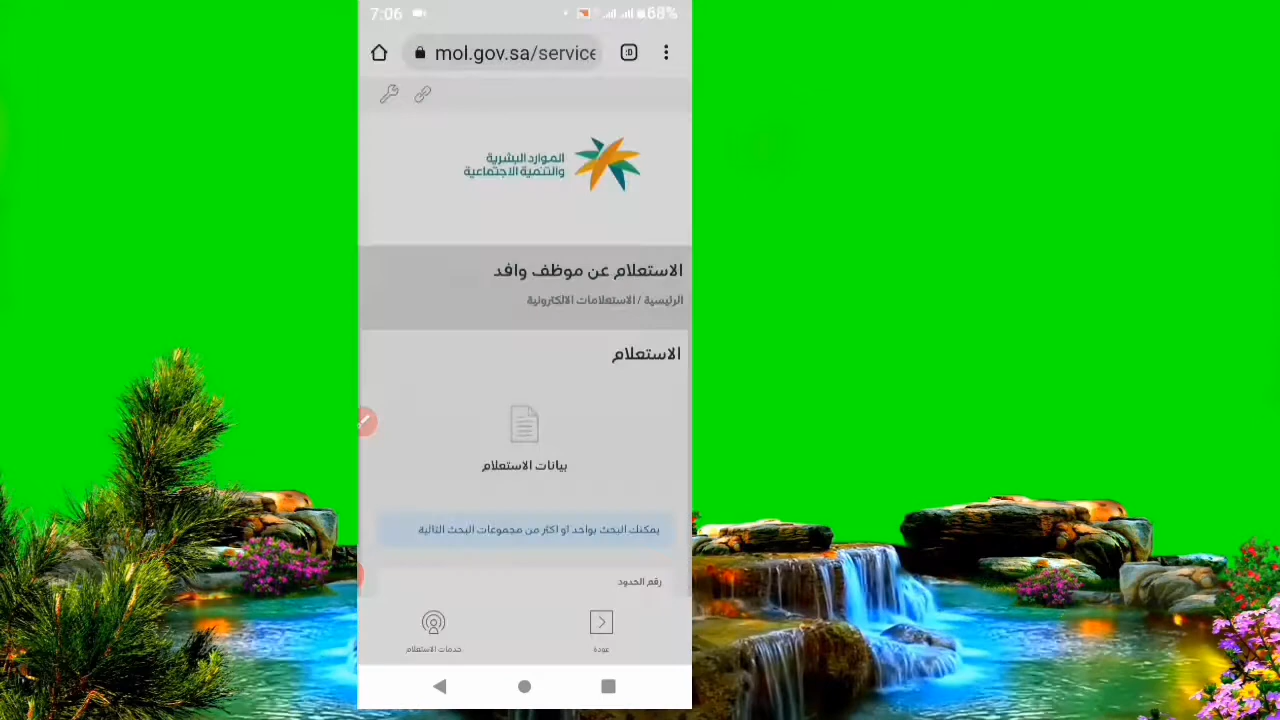 7:06
68%
mol.gov.sa/service
الموارد البشرية
والتنمية الاجتماعية
الاستعلام عن موظف وافد
الرئيسية / الاستعلامات الالكترونية
الاستعلام
بيانات الاستعلام
يمكنك البحث بواحد او اكثر من مجموعات البحث التالية
رقم الحدود
عودة
خدمات الاستعلام